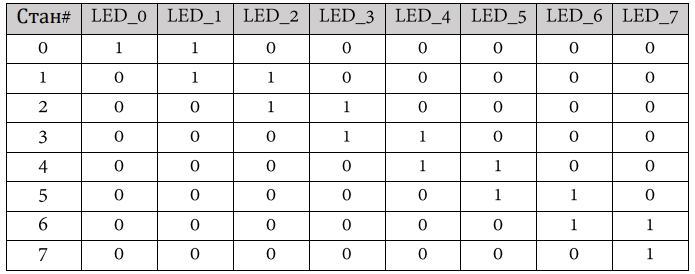 Стан# LED_0 LED_1 LED_2 LED_3 LED_4 LED_5 LED_6 LED_7
0 1 1 0 0 0 0 0 0
1 0 1 1 0 0 0 0 0
2 0 0 1 1 0 0 0 0
3 0 0 0 1 1 0 0 0
4 0 0 0 0 1 1 0 0
5 0 0 0 0 0 1 1 0
6 0 0 0 0 0 0 1 1
7 0 0 0 0 0 0 0 1